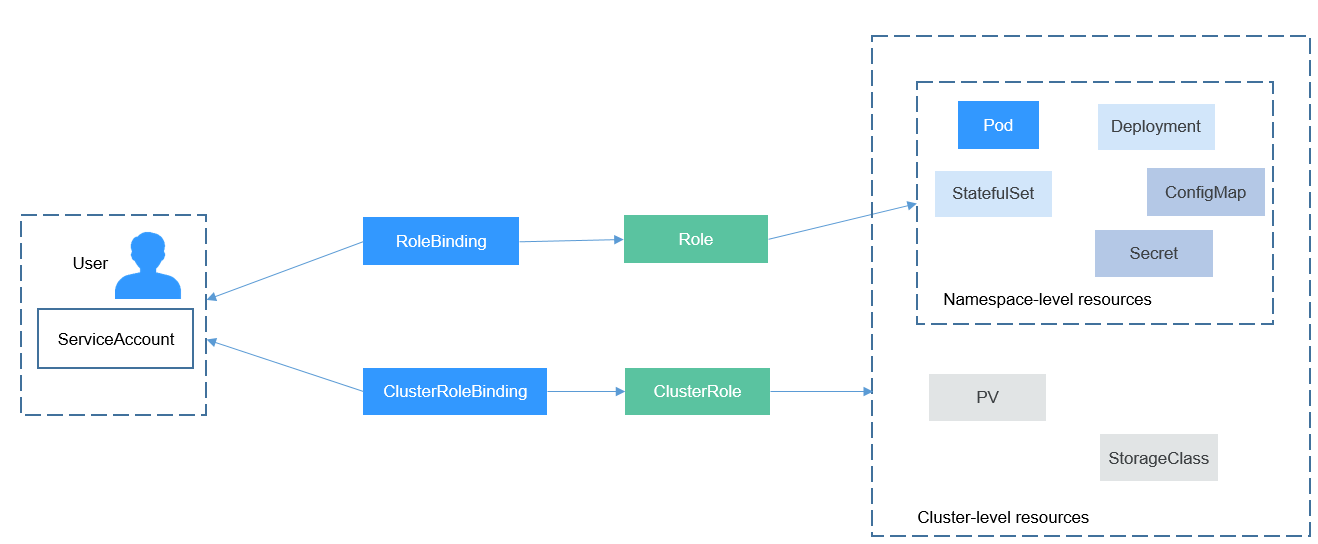 User
ServiceAccount
RoleBinding
Role
ClusterRoleBinding
ClusterRole
Pod
Deployment
StatefulSet
ConfigMap
Secret
Namespace-level resources
PV
StorageClass
Cluster-level resources